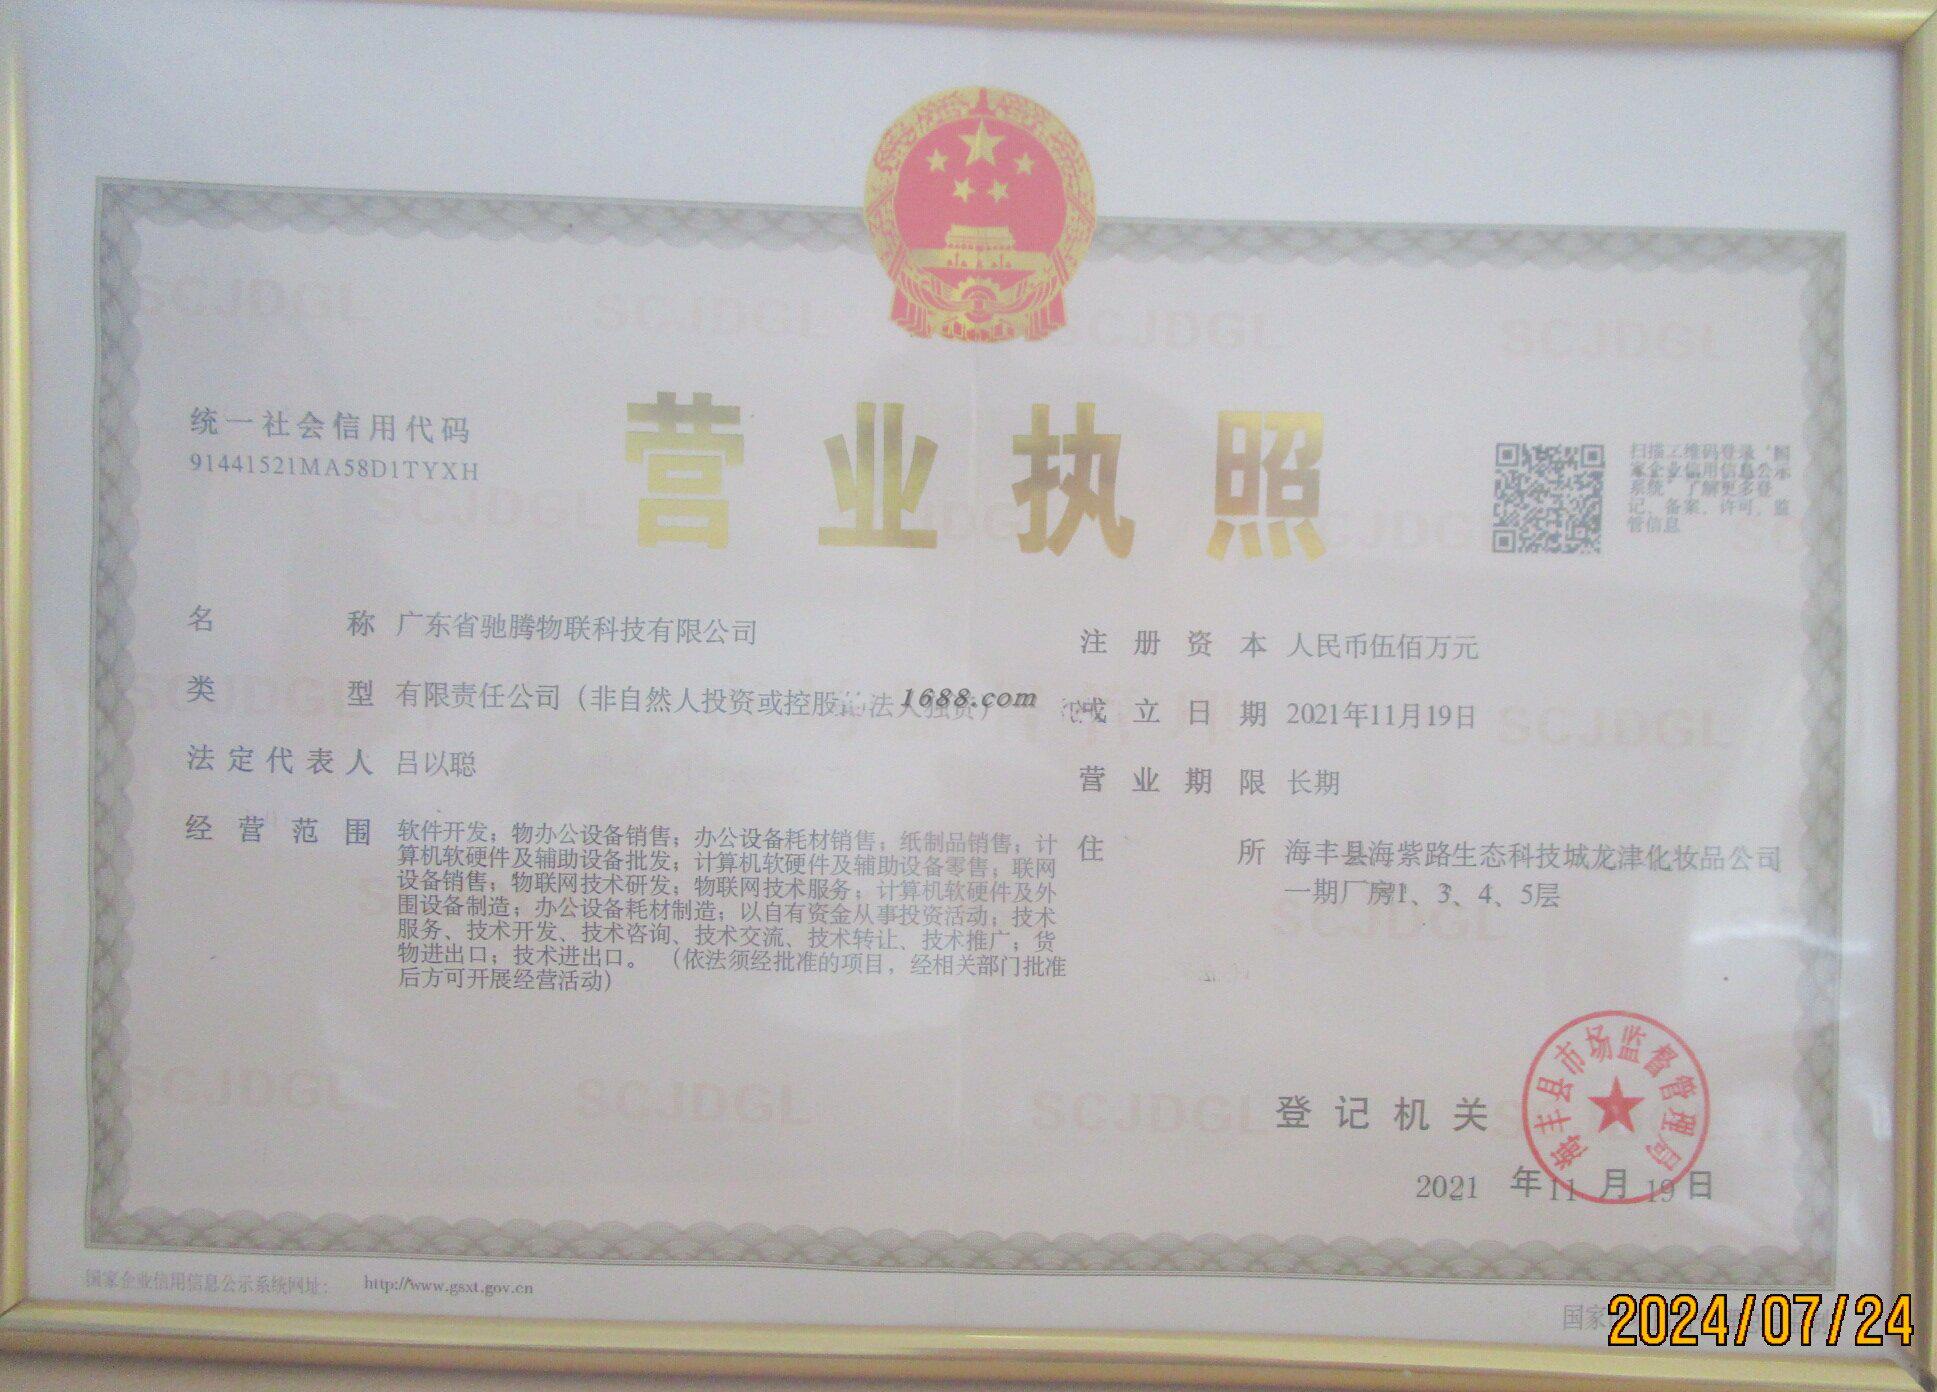 营业执照
统一社会信用代码
91441521MA58D1TYXH
扫描二维码登录“国
家企业信用信息公示
系统”了解更多登
记、备案、许可、监
管信息
名称 广东省驰腾物联科技有限公司
类型 有限责任公司（非自然人投资或控股的法人独资）
1688.com
法定代表人 吕以聪
经营范围 软件开发；物办公设备销售；办公设备耗材销售；纸制品销售；计
算机软硬件及辅助设备批发；计算机软硬件及辅助设备零售；联网
设备销售；物联网技术研发；物联网技术服务；计算机软硬件及外
围设备制造；办公设备耗材制造；以自有资金从事投资活动；技术
服务、技术开发、技术咨询、技术交流、技术转让、技术推广；货
物进出口；技术进出口。（依法须经批准的项目，经相关部门批准
后方可开展经营活动）
注册资本 人民币伍佰万元
成立日期 2021年11月19日
营业期限 长期
住所 海丰县海紫路生态科技城龙津化妆品公司
一期厂房1、3、4、5层
登记机关
海丰县市场监督管理局
2021 年 11 月 19 日
国家企业信用信息公示系统网址： http://www.gsxt.gov.cn
国家
2024/07/24